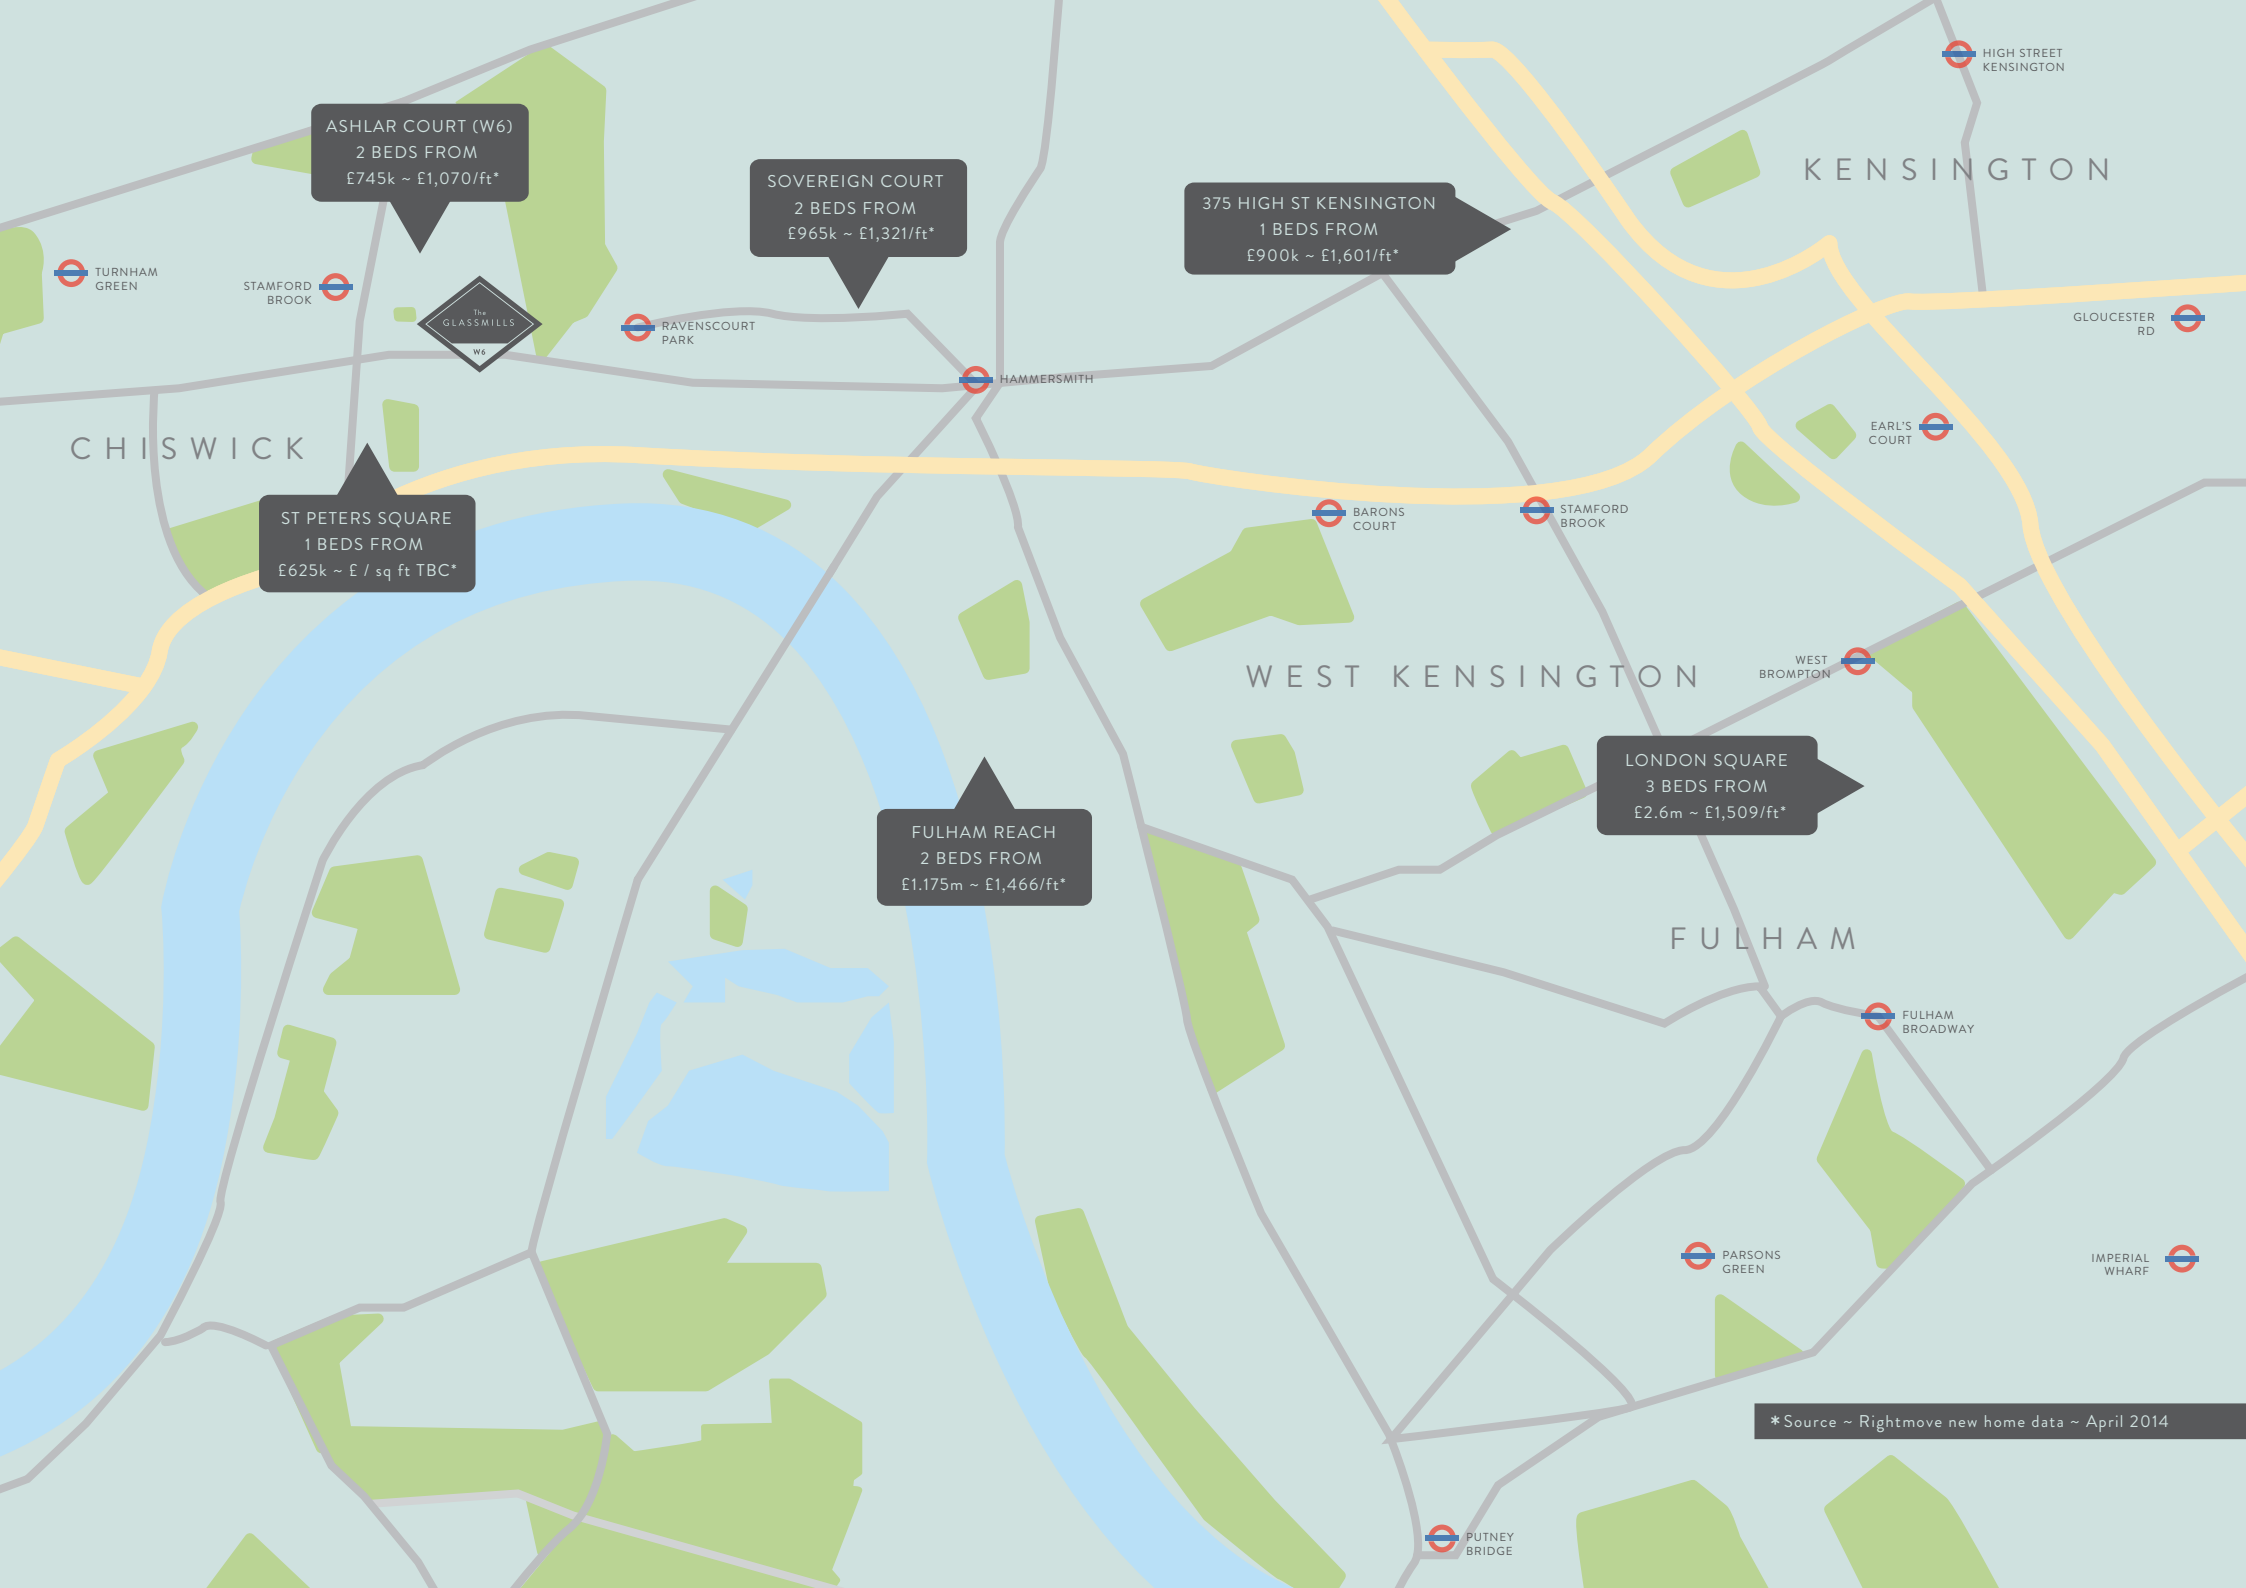 HIGH STREET
KENSINGTON
ASHLAR COURT (W6)
2 BEDS FROM
£745k ~ £1,070/ft*
SOVEREIGN COURT
2 BEDS FROM
£965k ~ £1,321/ft*
KENSINGTON
375 HIGH ST KENSINGTON
1 BEDS FROM
£900k ~ £1,601/ft*
TURNHAM
GREEN
STAMFORD
BROOK
The
GLASSMILLS
W6
RAVENSCOURT
PARK
GLOUCESTER
RD
HAMMERSMITH
CHISWICK
EARL'S
COURT
ST PETERS SQUARE
1 BEDS FROM
£625k ~ £ / sq ft TBC*
BARONS
COURT
STAMFORD
BROOK
WEST KENSINGTON
WEST
BROMPTON
LONDON SQUARE
3 BEDS FROM
£2.6m ~ £1,509/ft*
FULHAM REACH
2 BEDS FROM
£1.175m ~ £1,466/ft*
FULHAM
FULHAM
BROADWAY
PARSONS
GREEN
IMPERIAL
WHARF
*Source ~ Rightmove new home data ~ April 2014
PUTNEY
BRIDGE